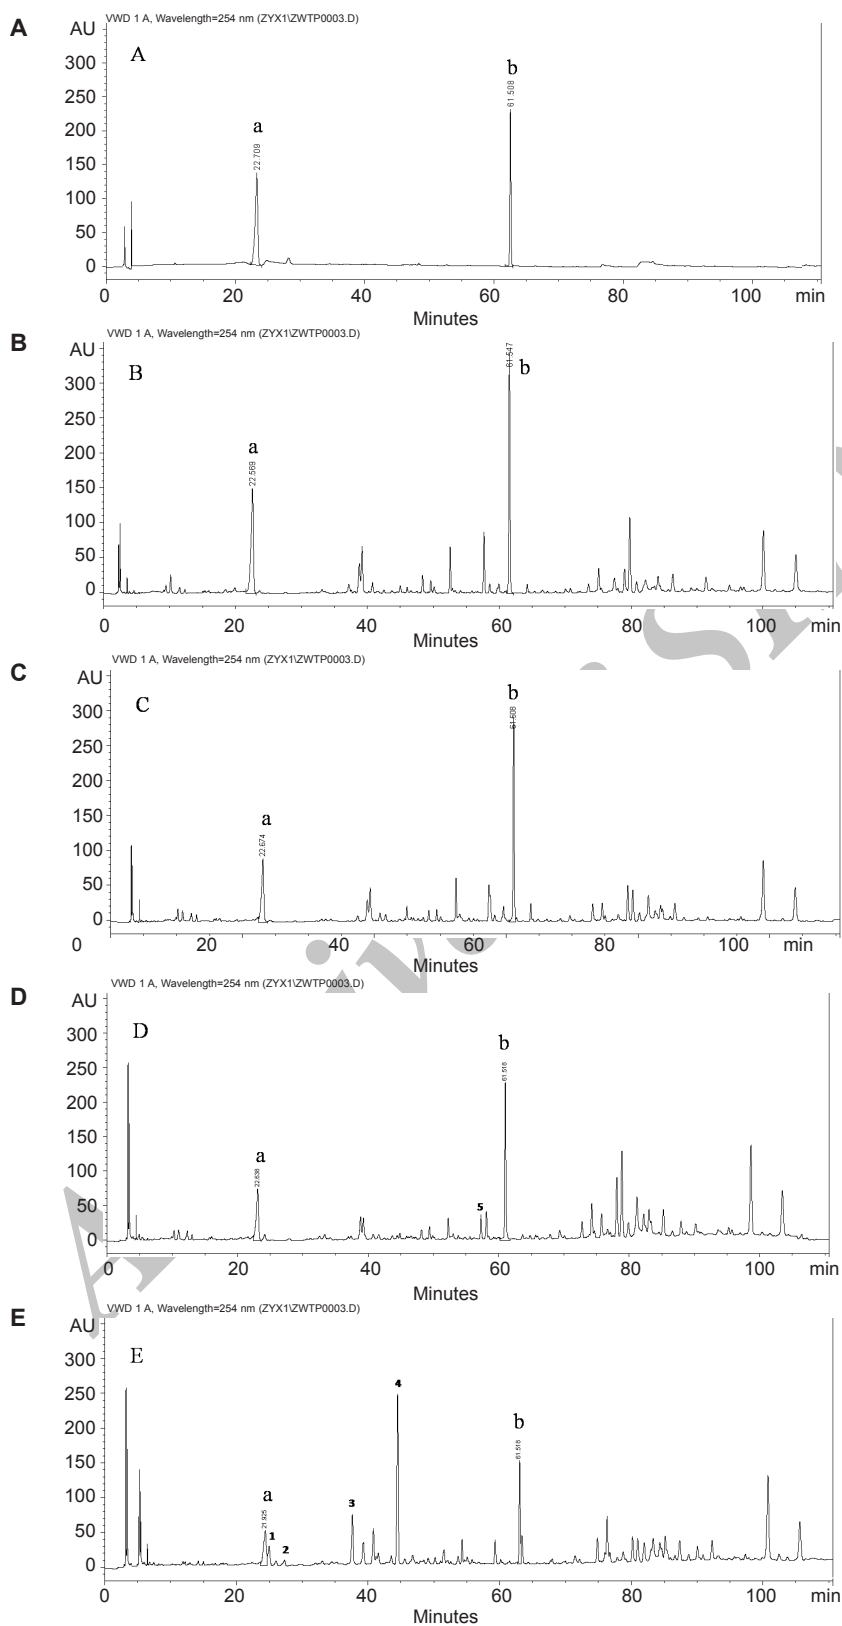 A
VWD 1 A, Wavelength=254 nm (ZYX1\ZWTP0003.D)
AU
A
b
61.508
a
22.709
300
250
200
150
100
50
0
0 20 40 60 80 100 min
Minutes
B
VWD 1 A, Wavelength=254 nm (ZYX1\ZWTP0003.D)
AU
B
61.547
b
a
22.569
300
250
200
150
100
50
0
0 20 40 60 80 100 min
Minutes
C
VWD 1 A, Wavelength=254 nm (ZYX1\ZWTP0003.D)
AU
C
b
61.608
a
22.674
300
250
200
150
100
50
0
0 20 40 60 80 100 min
Minutes
D
VWD 1 A, Wavelength=254 nm (ZYX1\ZWTP0003.D)
AU
D
b
61.516
a
22.638
5
300
250
200
150
100
50
0
0 20 40 60 80 100 min
Minutes
E
VWD 1 A, Wavelength=254 nm (ZYX1\ZWTP0003.D)
AU
E
4
b
61.516
a
21.925
1
2
3
300
250
200
150
100
50
0
0 20 40 60 80 100 min
Minutes